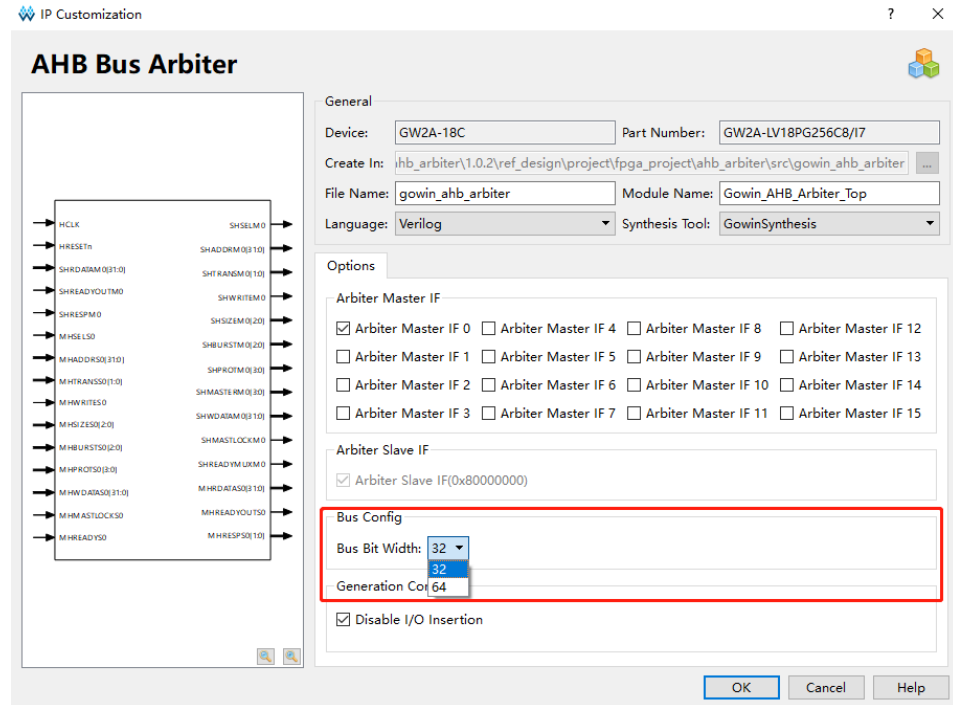 IP Customization ? ×
AHB Bus Arbiter
HCLK
HRESETn
SHRDATAM0[31:0]
SHREADYOUTM0
SHRESPM0
MHSELS0
MHADDRS0[31:0]
MHTRANSS0[1:0]
MHWRITES0
MHSIZES0[2:0]
MHBURSTS0[2:0]
MHPROTS0[3:0]
MHWDATAS0[31:0]
MHMASTLOCKS0
MHREADYS0
SHSELM0
SHADDRM0[31:0]
SHTRANSM0[1:0]
SHWRITEM0
SHSIZEM0[2:0]
SHBURSTM0[2:0]
SHPROTM0[3:0]
SHMASTERM0[3:0]
SHWDATAM0[31:0]
SHMASTLOCKM0
SHREADYMUXM0
MHRDATAS0[31:0]
MHREADYOUTS0
MHRESPS0[1:0]
General
Device: GW2A-18C Part Number: GW2A-LV18PG256C8/I7
Create In: ahb_arbiter\1.0.2\ref_design\project\fpga_project\ahb_arbiter\src\gowin_ahb_arbiter ...
File Name: gowin_ahb_arbiter Module Name: Gowin_AHB_Arbiter_Top
Language: Verilog Synthesis Tool: GowinSynthesis
Options
Arbiter Master IF
Arbiter Master IF 0 Arbiter Master IF 4 Arbiter Master IF 8 Arbiter Master IF 12
Arbiter Master IF 1 Arbiter Master IF 5 Arbiter Master IF 9 Arbiter Master IF 13
Arbiter Master IF 2 Arbiter Master IF 6 Arbiter Master IF 10 Arbiter Master IF 14
Arbiter Master IF 3 Arbiter Master IF 7 Arbiter Master IF 11 Arbiter Master IF 15
Arbiter Slave IF
Arbiter Slave IF(0x80000000)
Bus Config
Bus Bit Width: 32
32
64
Generation Co
Disable I/O Insertion
OK Cancel Help